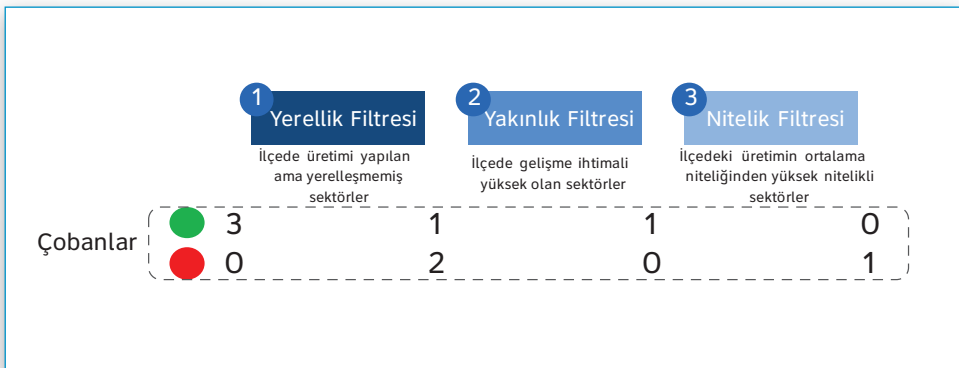 1 Yerellik Filtresi
İlçede üretimi yapılan
ama yerelleşmemiş
sektörler
2 Yakınlık Filtresi
İlçede gelişme ihtimali
yüksek olan sektörler
3 Nitelik Filtresi
İlçedeki üretimin ortalama
niteliğinden yüksek nitelikli
sektörler
Çobanlar
3 1 1 0
0 2 0 1